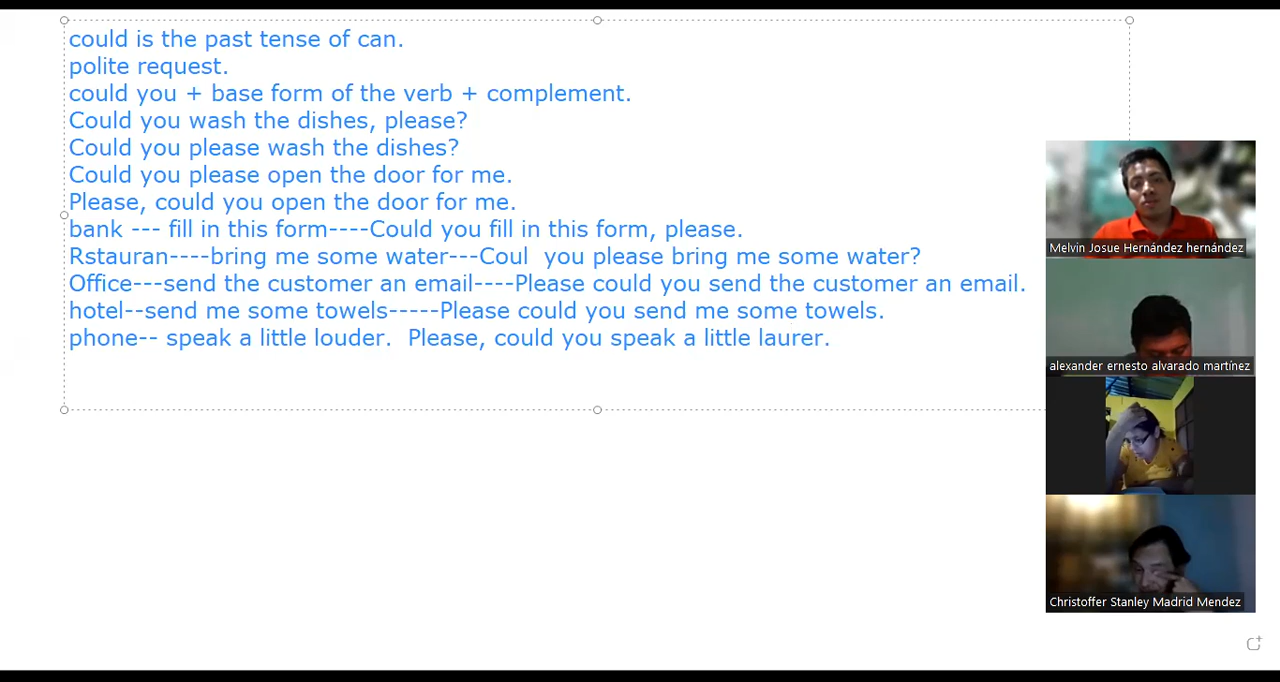 could is the past tense of can.
polite request.
could you + base form of the verb + complement.
Could you wash the dishes, please?
Could you please wash the dishes?
Could you please open the door for me.
Please, could you open the door for me.
bank --- fill in this form----Could you fill in this form, please.
Rstauran----bring me some water---Coul  you please bring me some water?
Office---send the customer an email----Please could you send the customer an email.
hotel--send me some towels-----Please could you send me some towels.
phone-- speak a little louder.  Please, could you speak a little laurer.
Melvin Josue Hernández hernández
alexander ernesto alvarado martínez
Christoffer Stanley Madrid Mendez